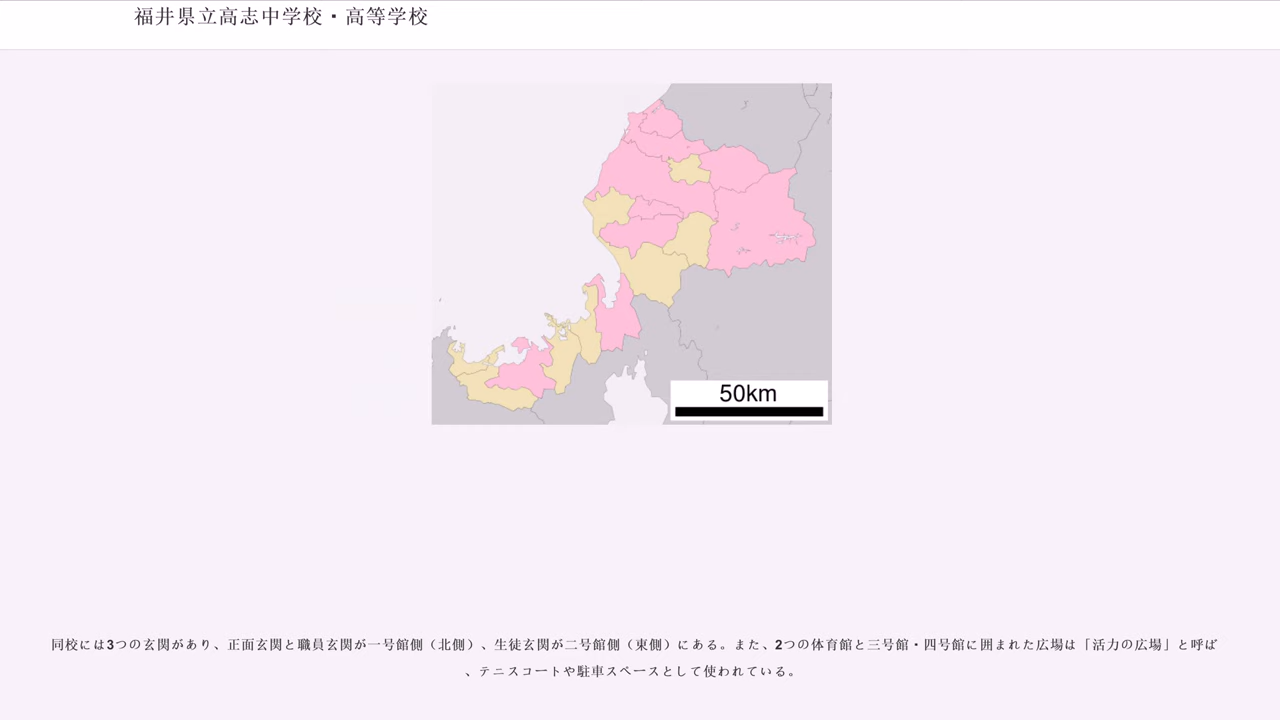 福井県立高志中学校・高等学校
50km
同校には3つの玄関があり、正面玄関と職員玄関が一号館側（北側）、生徒玄関が二号館側（東側）にある。また、2つの体育館と三号館・四号館に囲まれた広場は「活力の広場」と呼ば
、テニスコートや駐車スペースとして使われている。